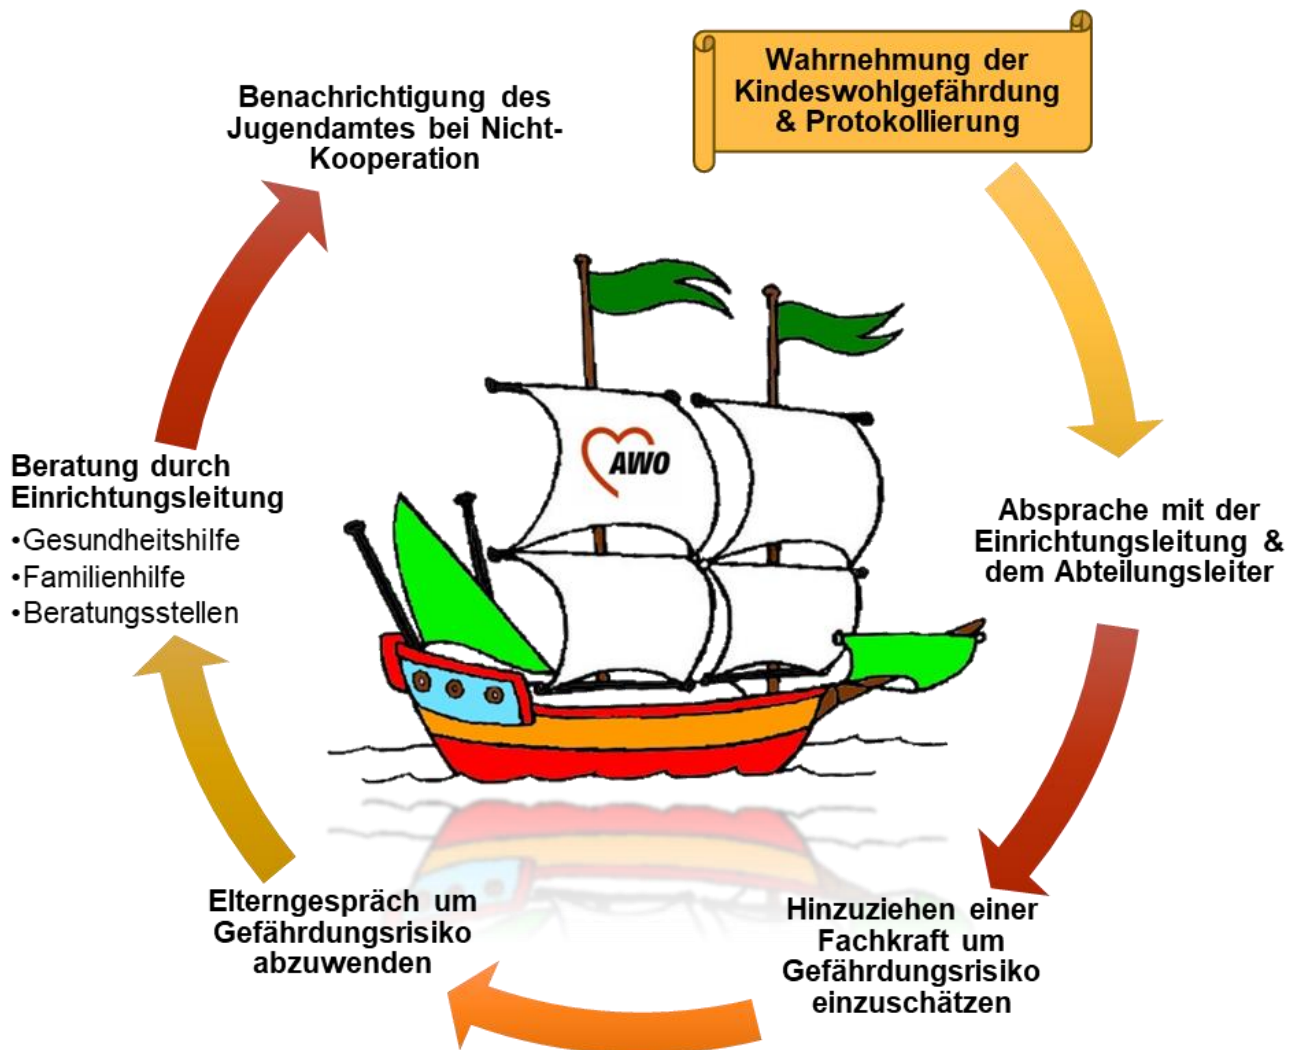 Wahrnehmung der
Kindeswohlgefährdung
& Protokollierung
Absprache mit der
Einrichtungsleitung &
dem Abteilungsleiter
Hinzuziehen einer
Fachkraft um
Gefährdungsrisiko
einzuschätzen
Elterngespräch um
Gefährdungsrisiko
abzuwenden
Beratung durch
Einrichtungsleitung
•Gesundheitshilfe
•Familienhilfe
•Beratungsstellen
Benachrichtigung des
Jugendamtes bei Nicht-
Kooperation
AWO